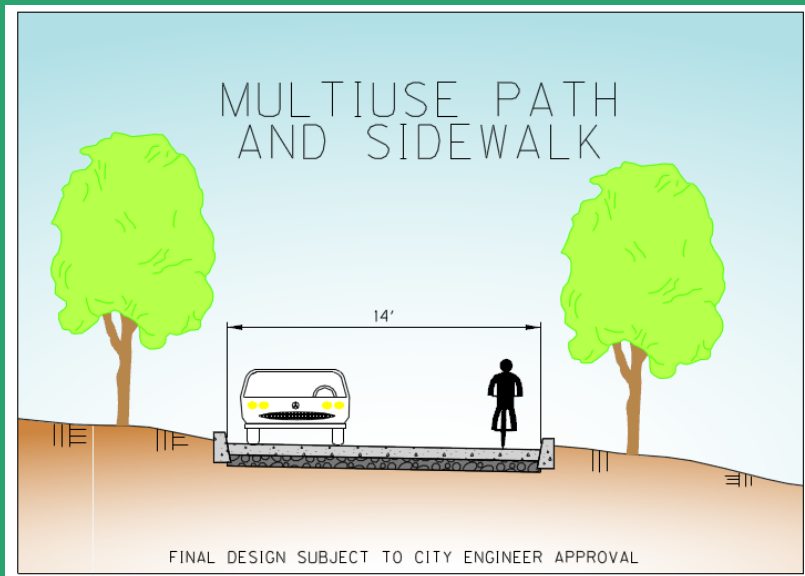 MULTIUSE PATH
AND SIDEWALK
14'
FINAL DESIGN SUBJECT TO CITY ENGINEER APPROVAL